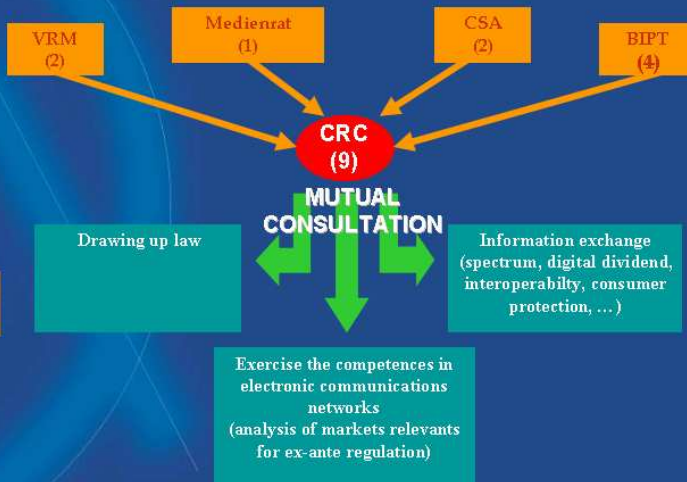 VRM
(2)
Medienrat
(1)
CSA
(2)
BIPT
(4)
CRC
(9)
MUTUAL
CONSULTATION
Drawing up law
Information exchange
(spectrum, digital dividend,
interoperabilty, consumer
protection, …)
Exercise the competences in
electronic communications
networks
(analysis of markets relevants
for ex-ante regulation)